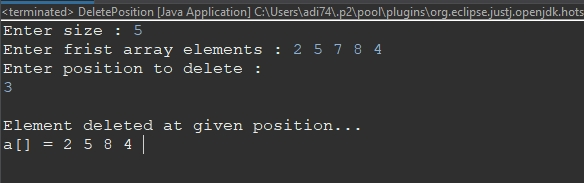 <terminated> DeletePosition [Java Application] C:\Users\adi74\.p2\pool\plugins\org.eclipse.justj.openjdk.hots
Enter size : 5
Enter frist array elements : 2 5 7 8 4
Enter position to delete :
3
Element deleted at given position...
a[] = 2 5 8 4